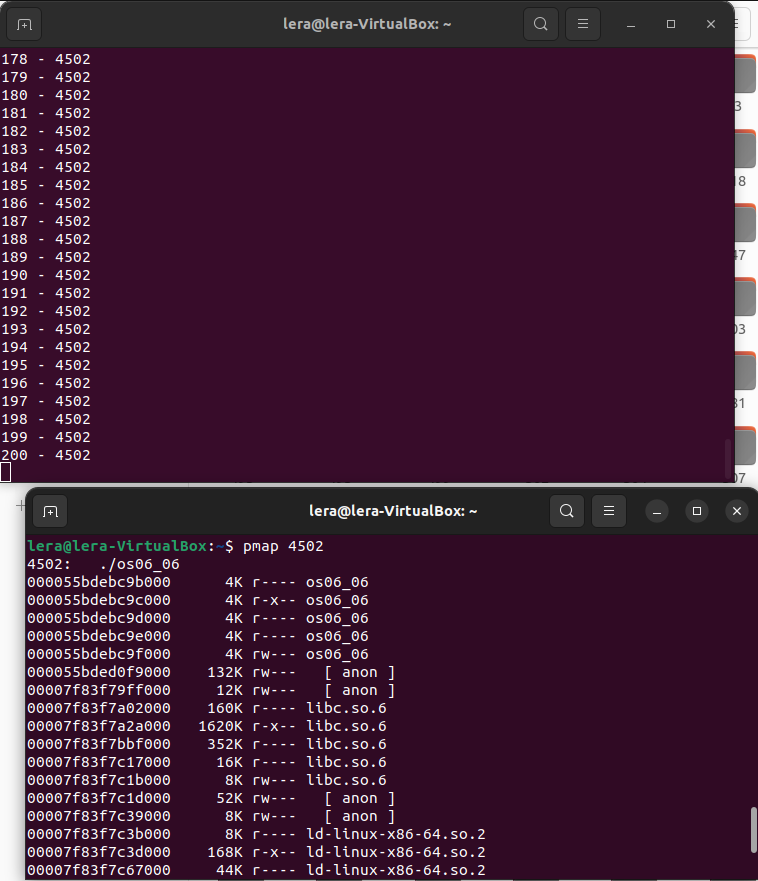 lera@lera-VirtualBox: ~
178 - 4502
179 - 4502
180 - 4502
181 - 4502
182 - 4502
183 - 4502
184 - 4502
185 - 4502
186 - 4502
187 - 4502
188 - 4502
189 - 4502
190 - 4502
191 - 4502
192 - 4502
193 - 4502
194 - 4502
195 - 4502
196 - 4502
197 - 4502
198 - 4502
199 - 4502
200 - 4502
3
18
47
03
31
07
lera@lera-VirtualBox: ~
lera@lera-VirtualBox:~$ pmap 4502
4502:   ./os06_06
000055bdebc9b000      4K r---- os06_06
000055bdebc9c000      4K r-x-- os06_06
000055bdebc9d000      4K r---- os06_06
000055bdebc9e000      4K r---- os06_06
000055bdebc9f000      4K rw--- os06_06
000055bded0f9000    132K rw---   [ anon ]
00007f83f79ff000     12K rw---   [ anon ]
00007f83f7a02000    160K r---- libc.so.6
00007f83f7a2a000   1620K r-x-- libc.so.6
00007f83f7bbf000    352K r---- libc.so.6
00007f83f7c17000     16K r---- libc.so.6
00007f83f7c1b000      8K rw--- libc.so.6
00007f83f7c1d000     52K rw---   [ anon ]
00007f83f7c39000      8K rw---   [ anon ]
00007f83f7c3b000      8K r---- ld-linux-x86-64.so.2
00007f83f7c3d000    168K r-x-- ld-linux-x86-64.so.2
00007f83f7c67000     44K r---- ld-linux-x86-64.so.2